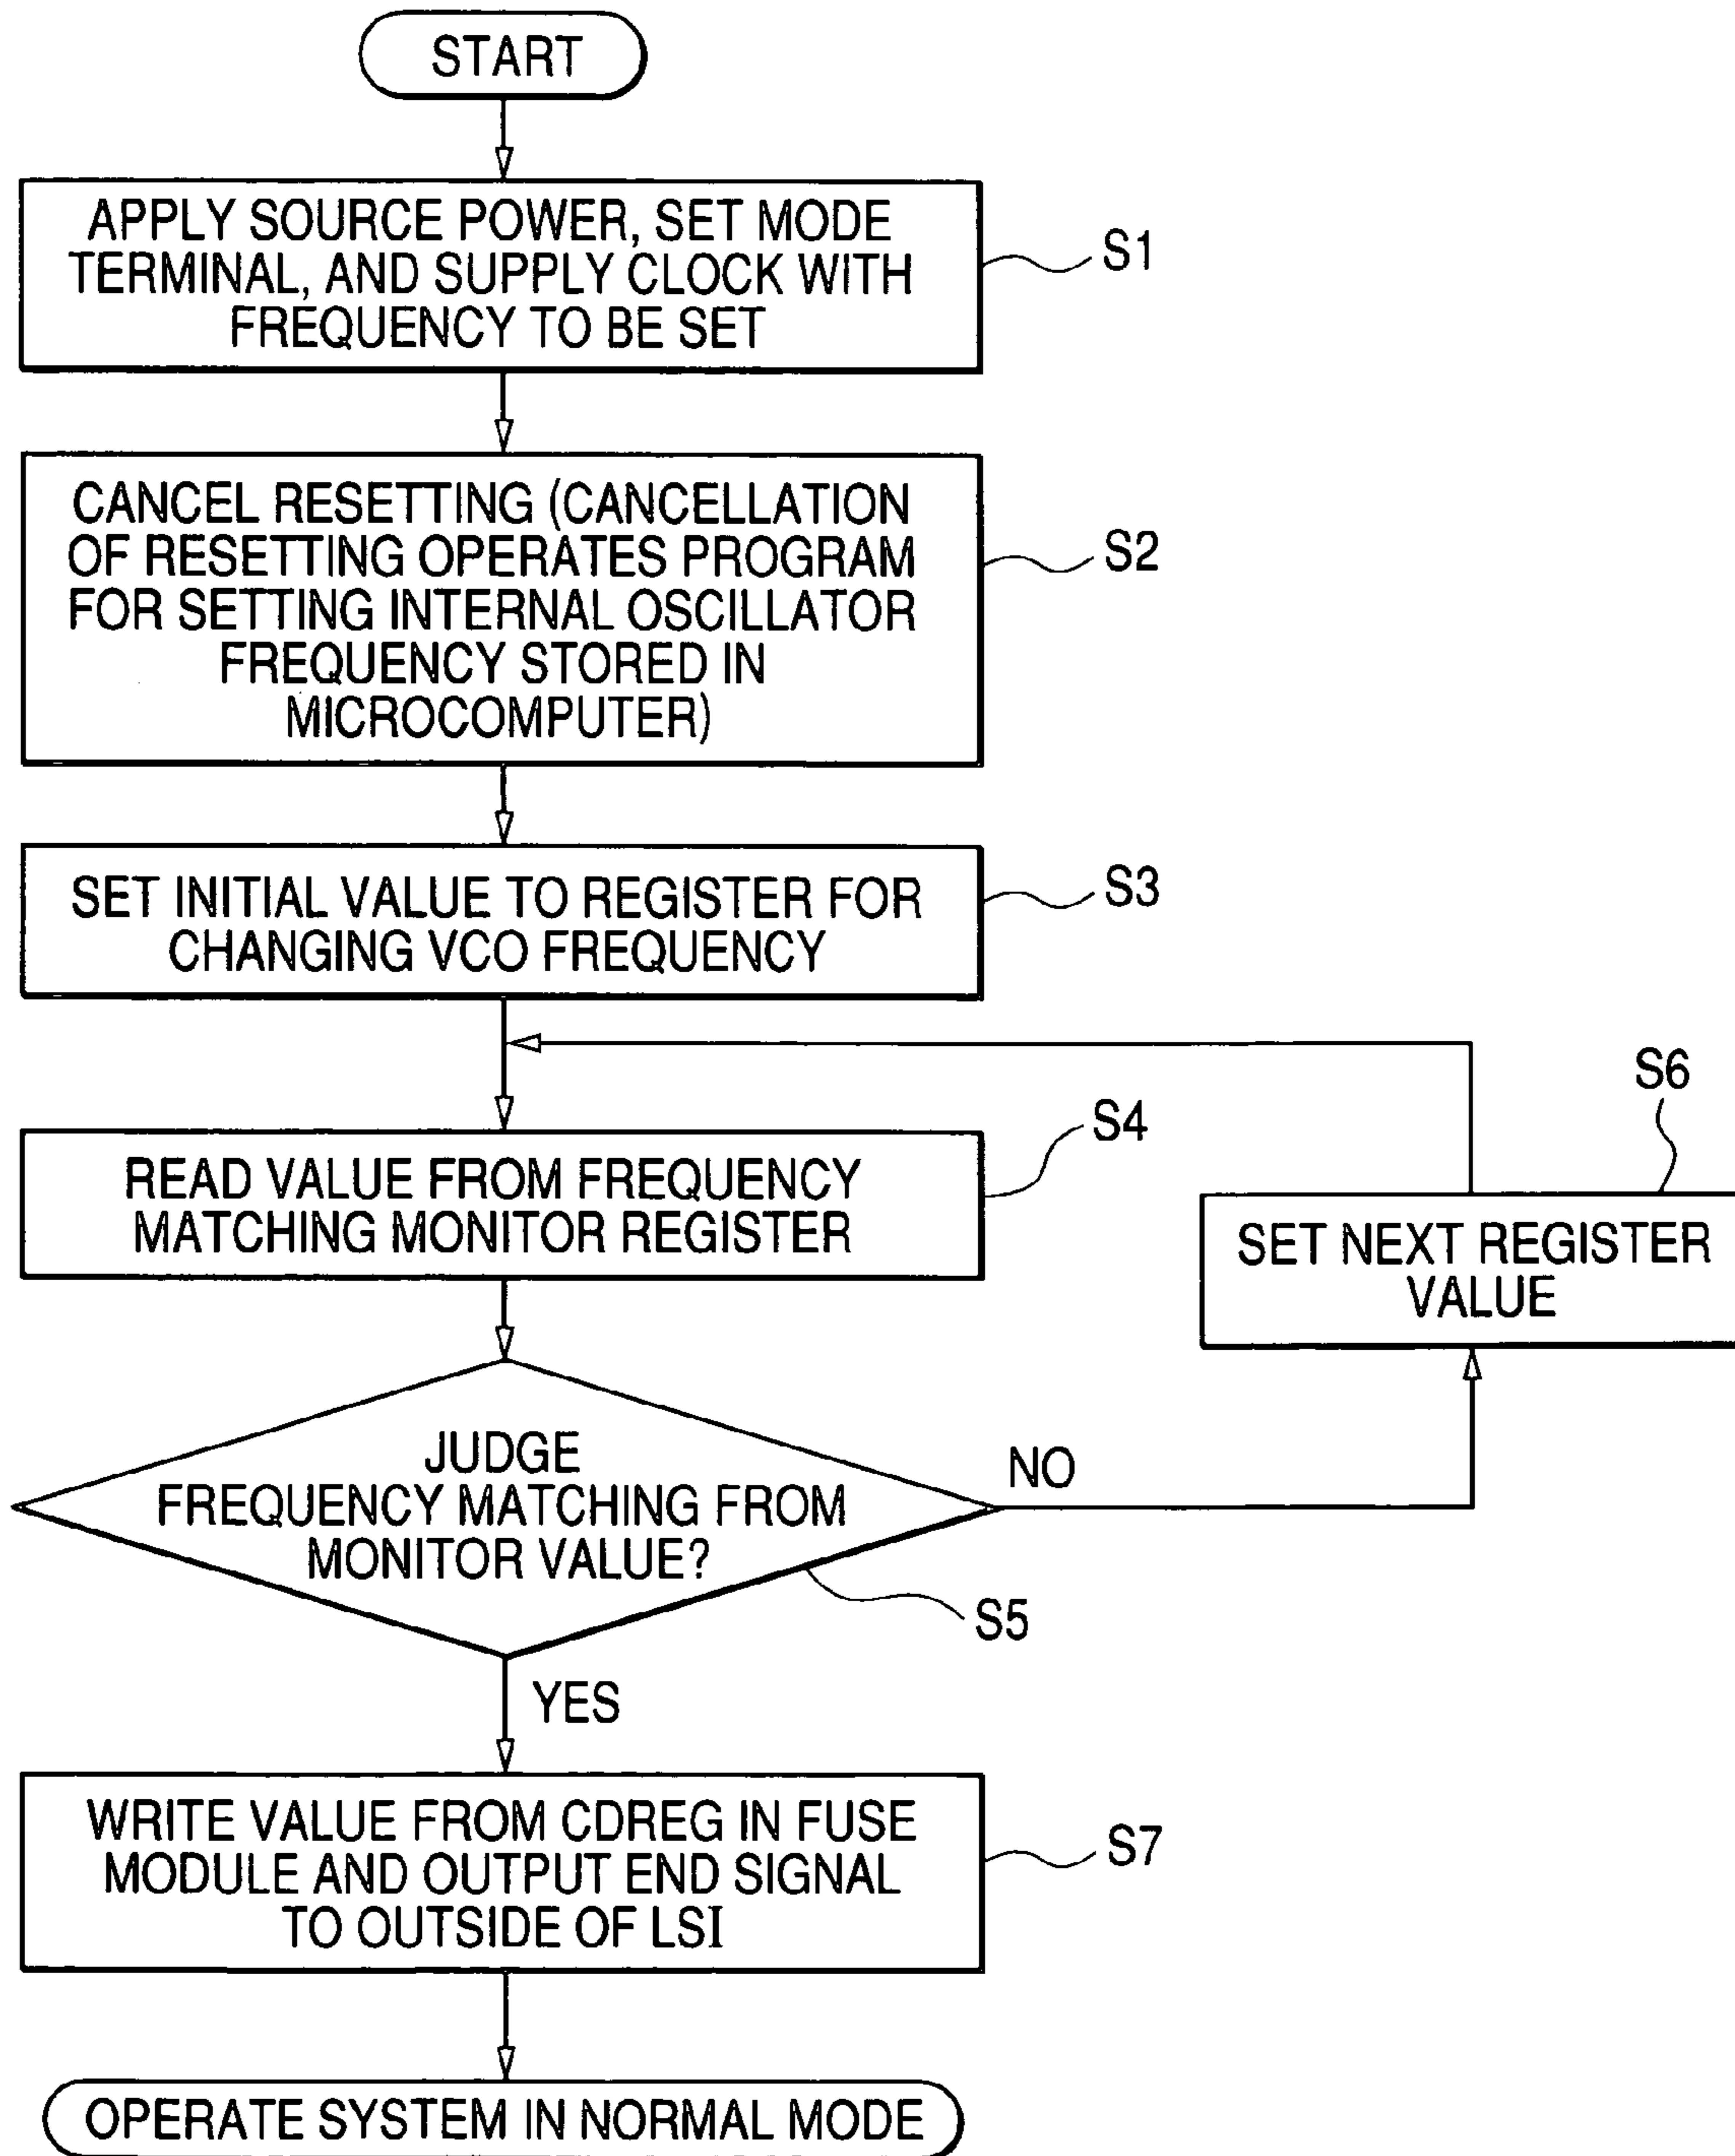 START
APPLY SOURCE POWER, SET MODE
TERMINAL, AND SUPPLY CLOCK WITH
FREQUENCY TO BE SET
S1
CANCEL RESETTING (CANCELLATION
OF RESETTING OPERATES PROGRAM
FOR SETTING INTERNAL OSCILLATOR
FREQUENCY STORED IN
MICROCOMPUTER)
S2
SET INITIAL VALUE TO REGISTER FOR
CHANGING VCO FREQUENCY
S3
READ VALUE FROM FREQUENCY
MATCHING MONITOR REGISTER
S4
S6
SET NEXT REGISTER
VALUE
JUDGE
FREQUENCY MATCHING FROM
MONITOR VALUE?
NO
S5
YES
WRITE VALUE FROM CDREG IN FUSE
MODULE AND OUTPUT END SIGNAL
TO OUTSIDE OF LSI
S7
OPERATE SYSTEM IN NORMAL MODE